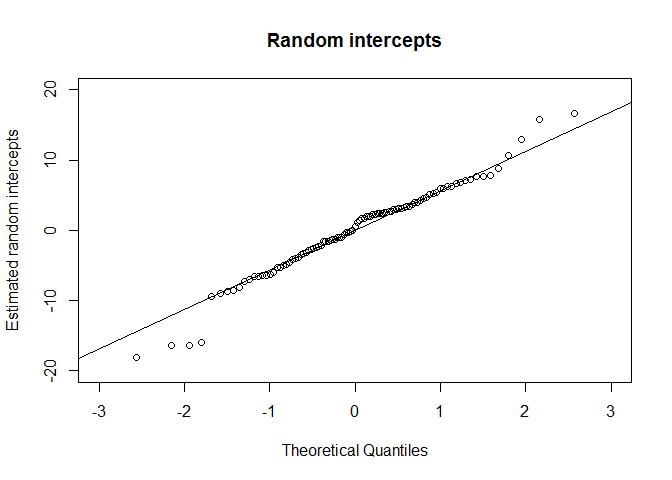 Random intercepts
Estimated random intercepts
20
10
0
-10
-20
-3 -2 -1 0 1 2 3
Theoretical Quantiles